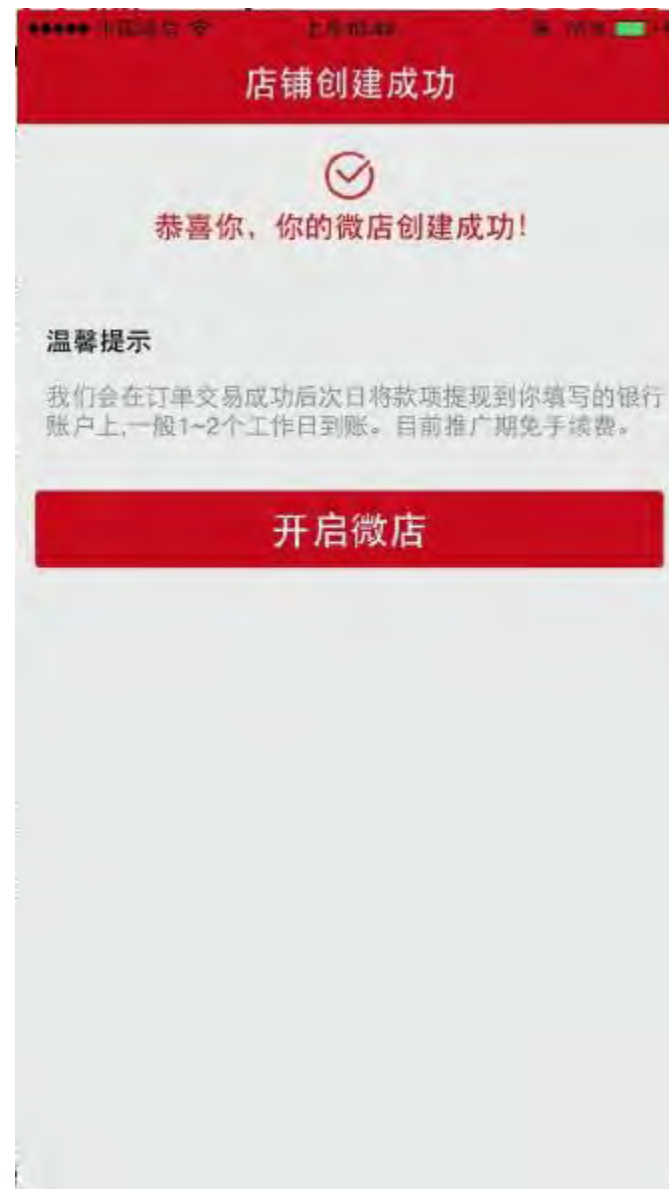 店铺创建成功
恭喜你，你的微店创建成功！
温馨提示
我们会在订单交易成功后次日将款项提现到你填写的银行
账户上,一般1~2个工作日到账。目前推广期免手续费。
开启微店